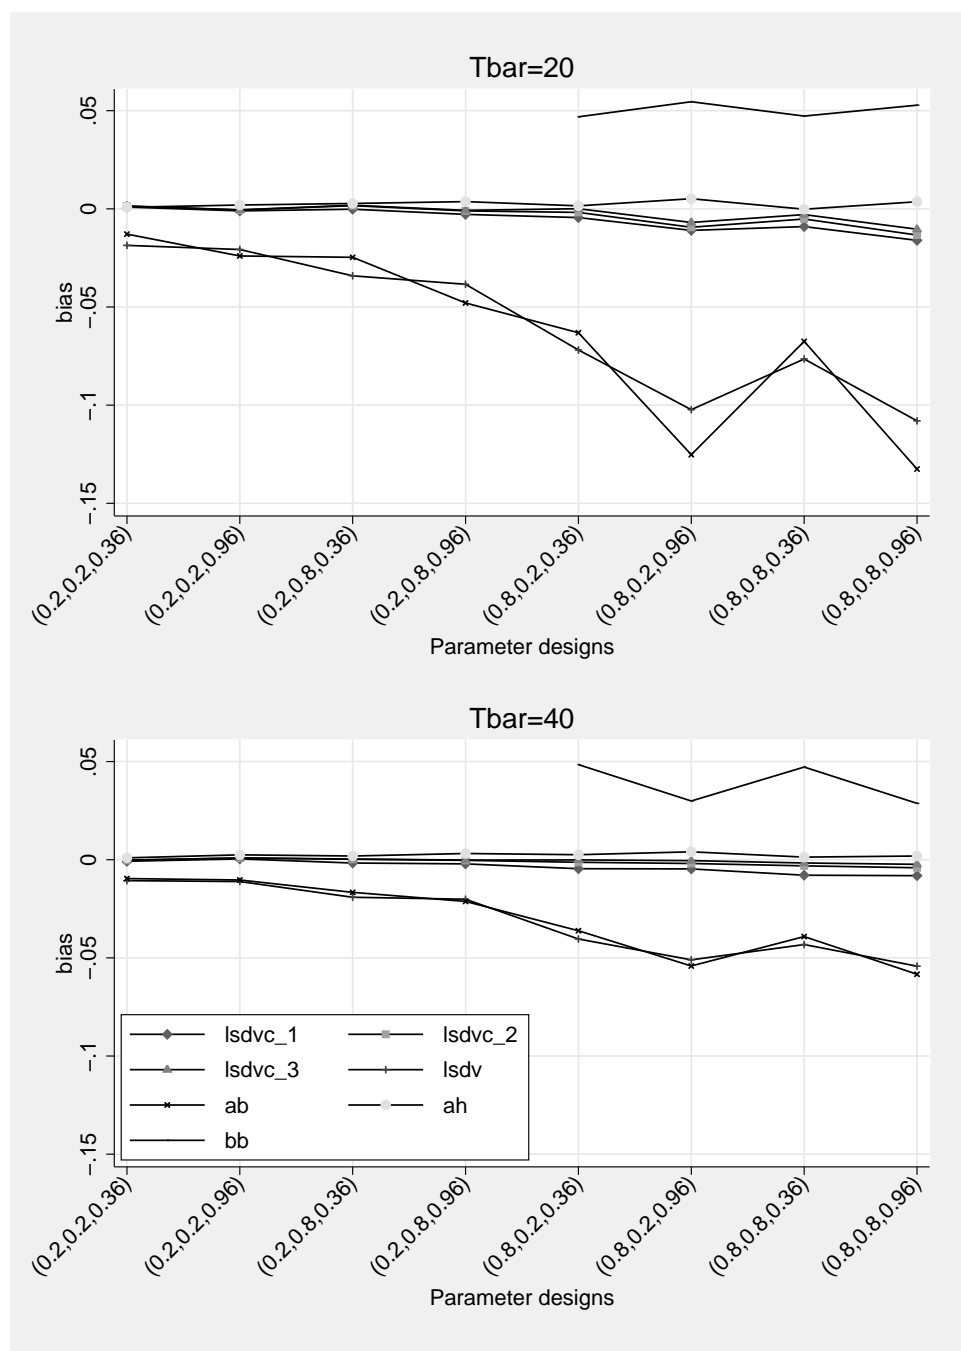 Tbar=20
.05
0
−.05
−.1
−.15
bias
(0.2,0.2,0.36)
(0.2,0.2,0.96)
(0.2,0.8,0.36)
(0.2,0.8,0.96)
(0.8,0.2,0.36)
(0.8,0.2,0.96)
(0.8,0.8,0.36)
(0.8,0.8,0.96)
Parameter designs
Tbar=40
.05
0
−.05
−.1
−.15
bias
lsdvc_1 lsdvc_2
lsdvc_3 lsdv
ab ah
bb
(0.2,0.2,0.36)
(0.2,0.2,0.96)
(0.2,0.8,0.36)
(0.2,0.8,0.96)
(0.8,0.2,0.36)
(0.8,0.2,0.96)
(0.8,0.8,0.36)
(0.8,0.8,0.96)
Parameter designs